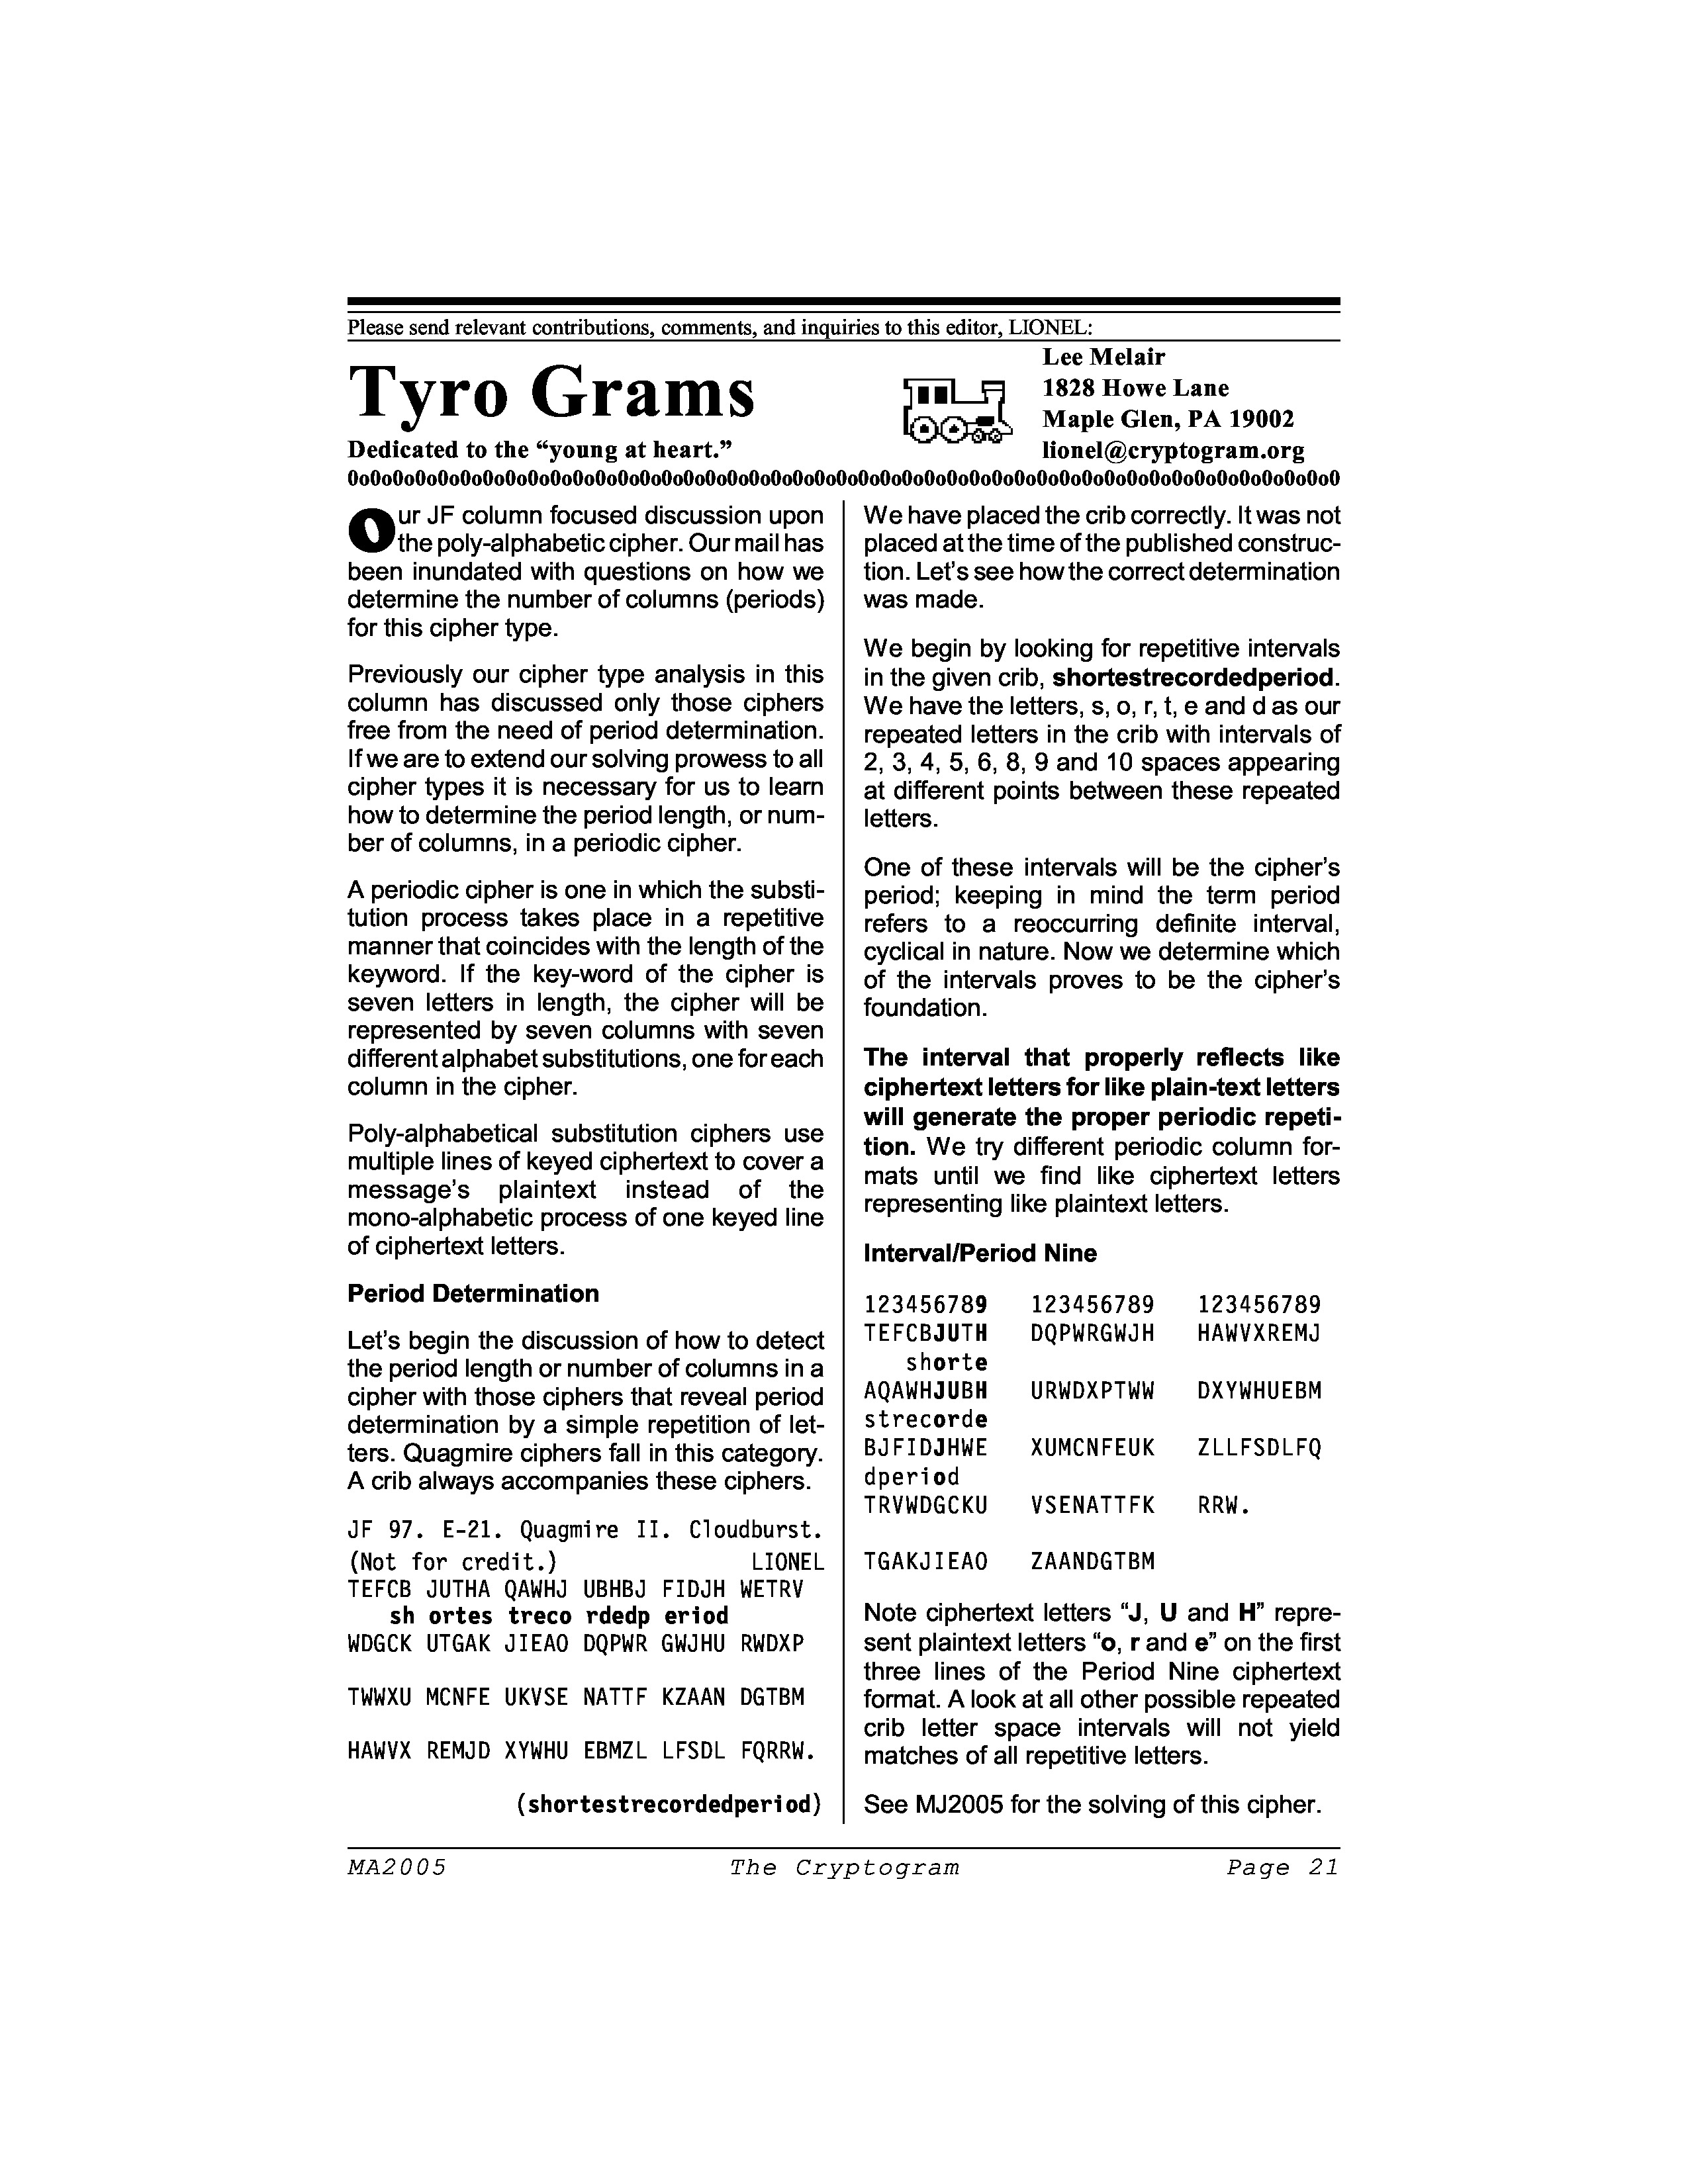 Please send relevant contributions, comments, and inquiries to this editor, LIONEL:
Tyro Grams
Dedicated to the “young at heart.”
Lee Melair
1828 Howe Lane
Maple Glen, PA 19002
lionel@cryptogram.org
0o0o0o0o0o0o0o0o0o0o0o0o0o0o0o0o0o0o0o0o0o0o0o0o0o0o0o0o0o0o0o0o0o0o0o0o0o0o0o0o0o0o0o0o0
Our JF column focused discussion upon
the poly-alphabetic cipher. Our mail has
been inundated with questions on how we
determine the number of columns (periods)
for this cipher type.
Previously our cipher type analysis in this
column has discussed only those ciphers
free from the need of period determination.
If we are to extend our solving prowess to all
cipher types it is necessary for us to learn
how to determine the period length, or num-
ber of columns, in a periodic cipher.
A periodic cipher is one in which the substi-
tution process takes place in a repetitive
manner that coincides with the length of the
keyword. If the key-word of the cipher is
seven letters in length, the cipher will be
represented by seven columns with seven
different alphabet substitutions, one for each
column in the cipher.
Poly-alphabetical substitution ciphers use
multiple lines of keyed ciphertext to cover a
message’s plaintext instead of the
mono-alphabetic process of one keyed line
of ciphertext letters.
Period Determination
Let’s begin the discussion of how to detect
the period length or number of columns in a
cipher with those ciphers that reveal period
determination by a simple repetition of let-
ters. Quagmire ciphers fall in this category.
A crib always accompanies these ciphers.
JF 97. E-21. Quagmire II. Cloudburst.
(Not for credit.) LIONEL
TEFCB JUTHA QAWHJ UBHBJ FIDJH WETRV
sh ortes treco rdedp eriod
WDGCK UTGAK JIEAO DQPWR GWJHU RWDXP
TWWXU MCNFE UKVSE NATTF KZAAN DGTBM
HAWVX REMJD XYWHU EBMZL LFSDL FQRRW.
(shortestrecordedperiod)
We have placed the crib correctly. It was not
placed at the time of the published construc-
tion. Let’s see how the correct determination
was made.
We begin by looking for repetitive intervals
in the given crib, shortestrecordedperiod.
We have the letters, s, o, r, t, e and d as our
repeated letters in the crib with intervals of
2, 3, 4, 5, 6, 8, 9 and 10 spaces appearing
at different points between these repeated
letters.
One of these intervals will be the cipher’s
period; keeping in mind the term period
refers to a reoccurring definite interval,
cyclical in nature. Now we determine which
of the intervals proves to be the cipher’s
foundation.
The interval that properly reflects like
ciphertext letters for like plain-text letters
will generate the proper periodic repeti-
tion. We try different periodic column for-
mats until we find like ciphertext letters
representing like plaintext letters.
Interval/Period Nine
123456789 123456789 123456789
TEFCBJUTH DQPWRGWJH HAWVXREMJ
shorte
AQAWHJUBH URWDXPTWW DXYWHUEBM
strecorde
BJFIDJHWE XUMCNFEUK ZLLFSDLFQ
dperiod
TRVWDGCKU VSENATTFK RRW.
TGAKJIEAO ZAANDGTBM
Note ciphertext letters “J, U and H” repre-
sent plaintext letters “o, r and e” on the first
three lines of the Period Nine ciphertext
format. A look at all other possible repeated
crib letter space intervals will not yield
matches of all repetitive letters.
See MJ2005 for the solving of this cipher.
MA2005 The Cryptogram Page 21